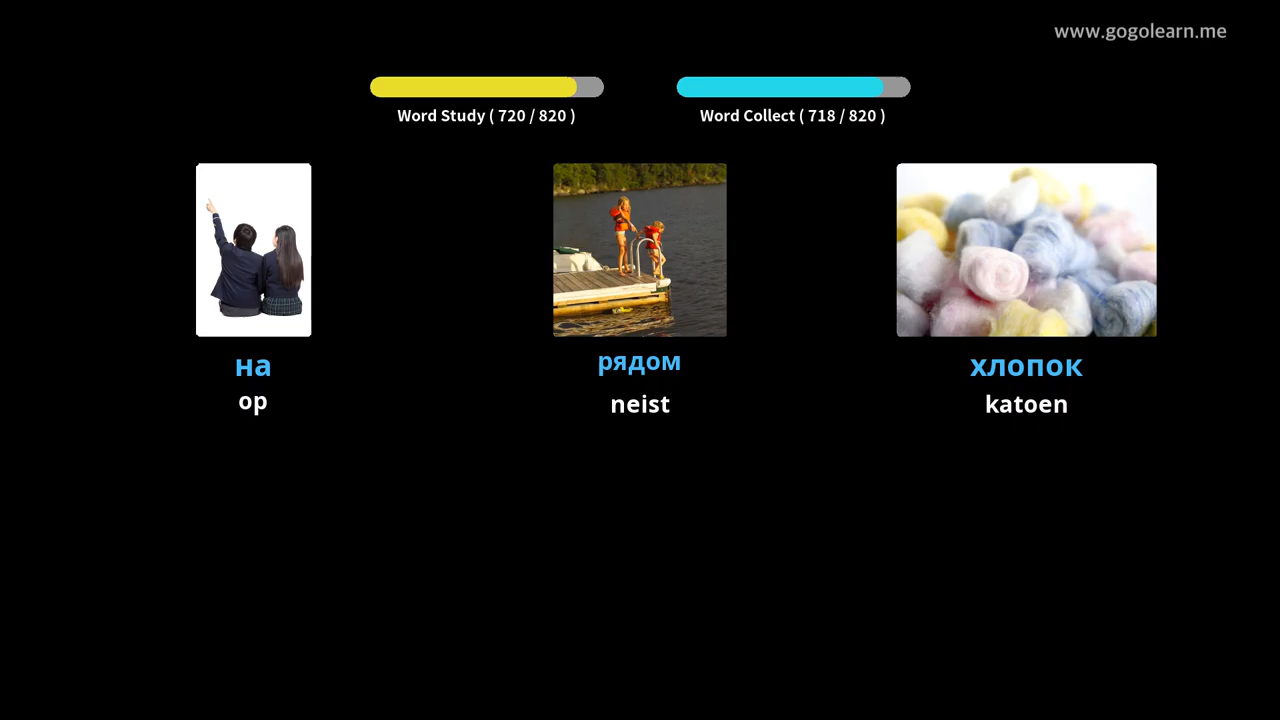 www.gogolearn.me
Word Study ( 720 / 820 )
Word Collect ( 718 / 820 )
на
op
рядом
neist
хлопок
katoen